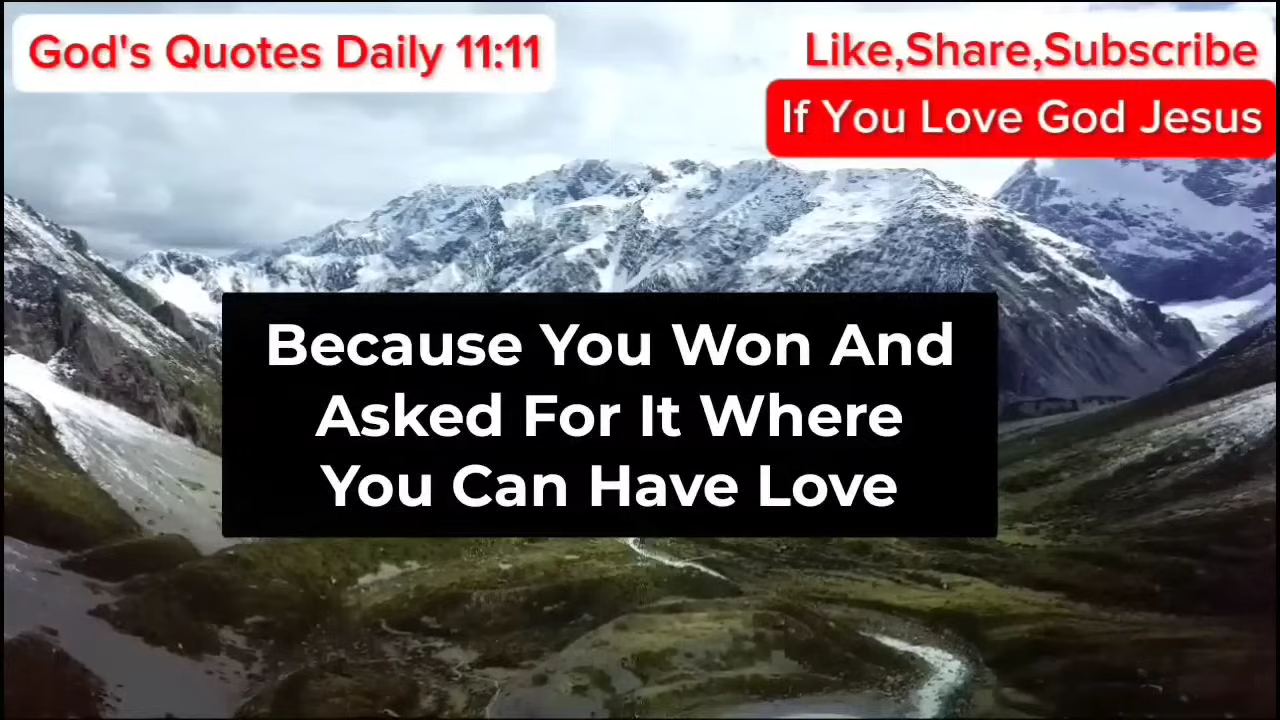 God's Quotes Daily 11:11
Like,Share,Subscribe
If You Love God Jesus
Because You Won And
Asked For It Where
You Can Have Love